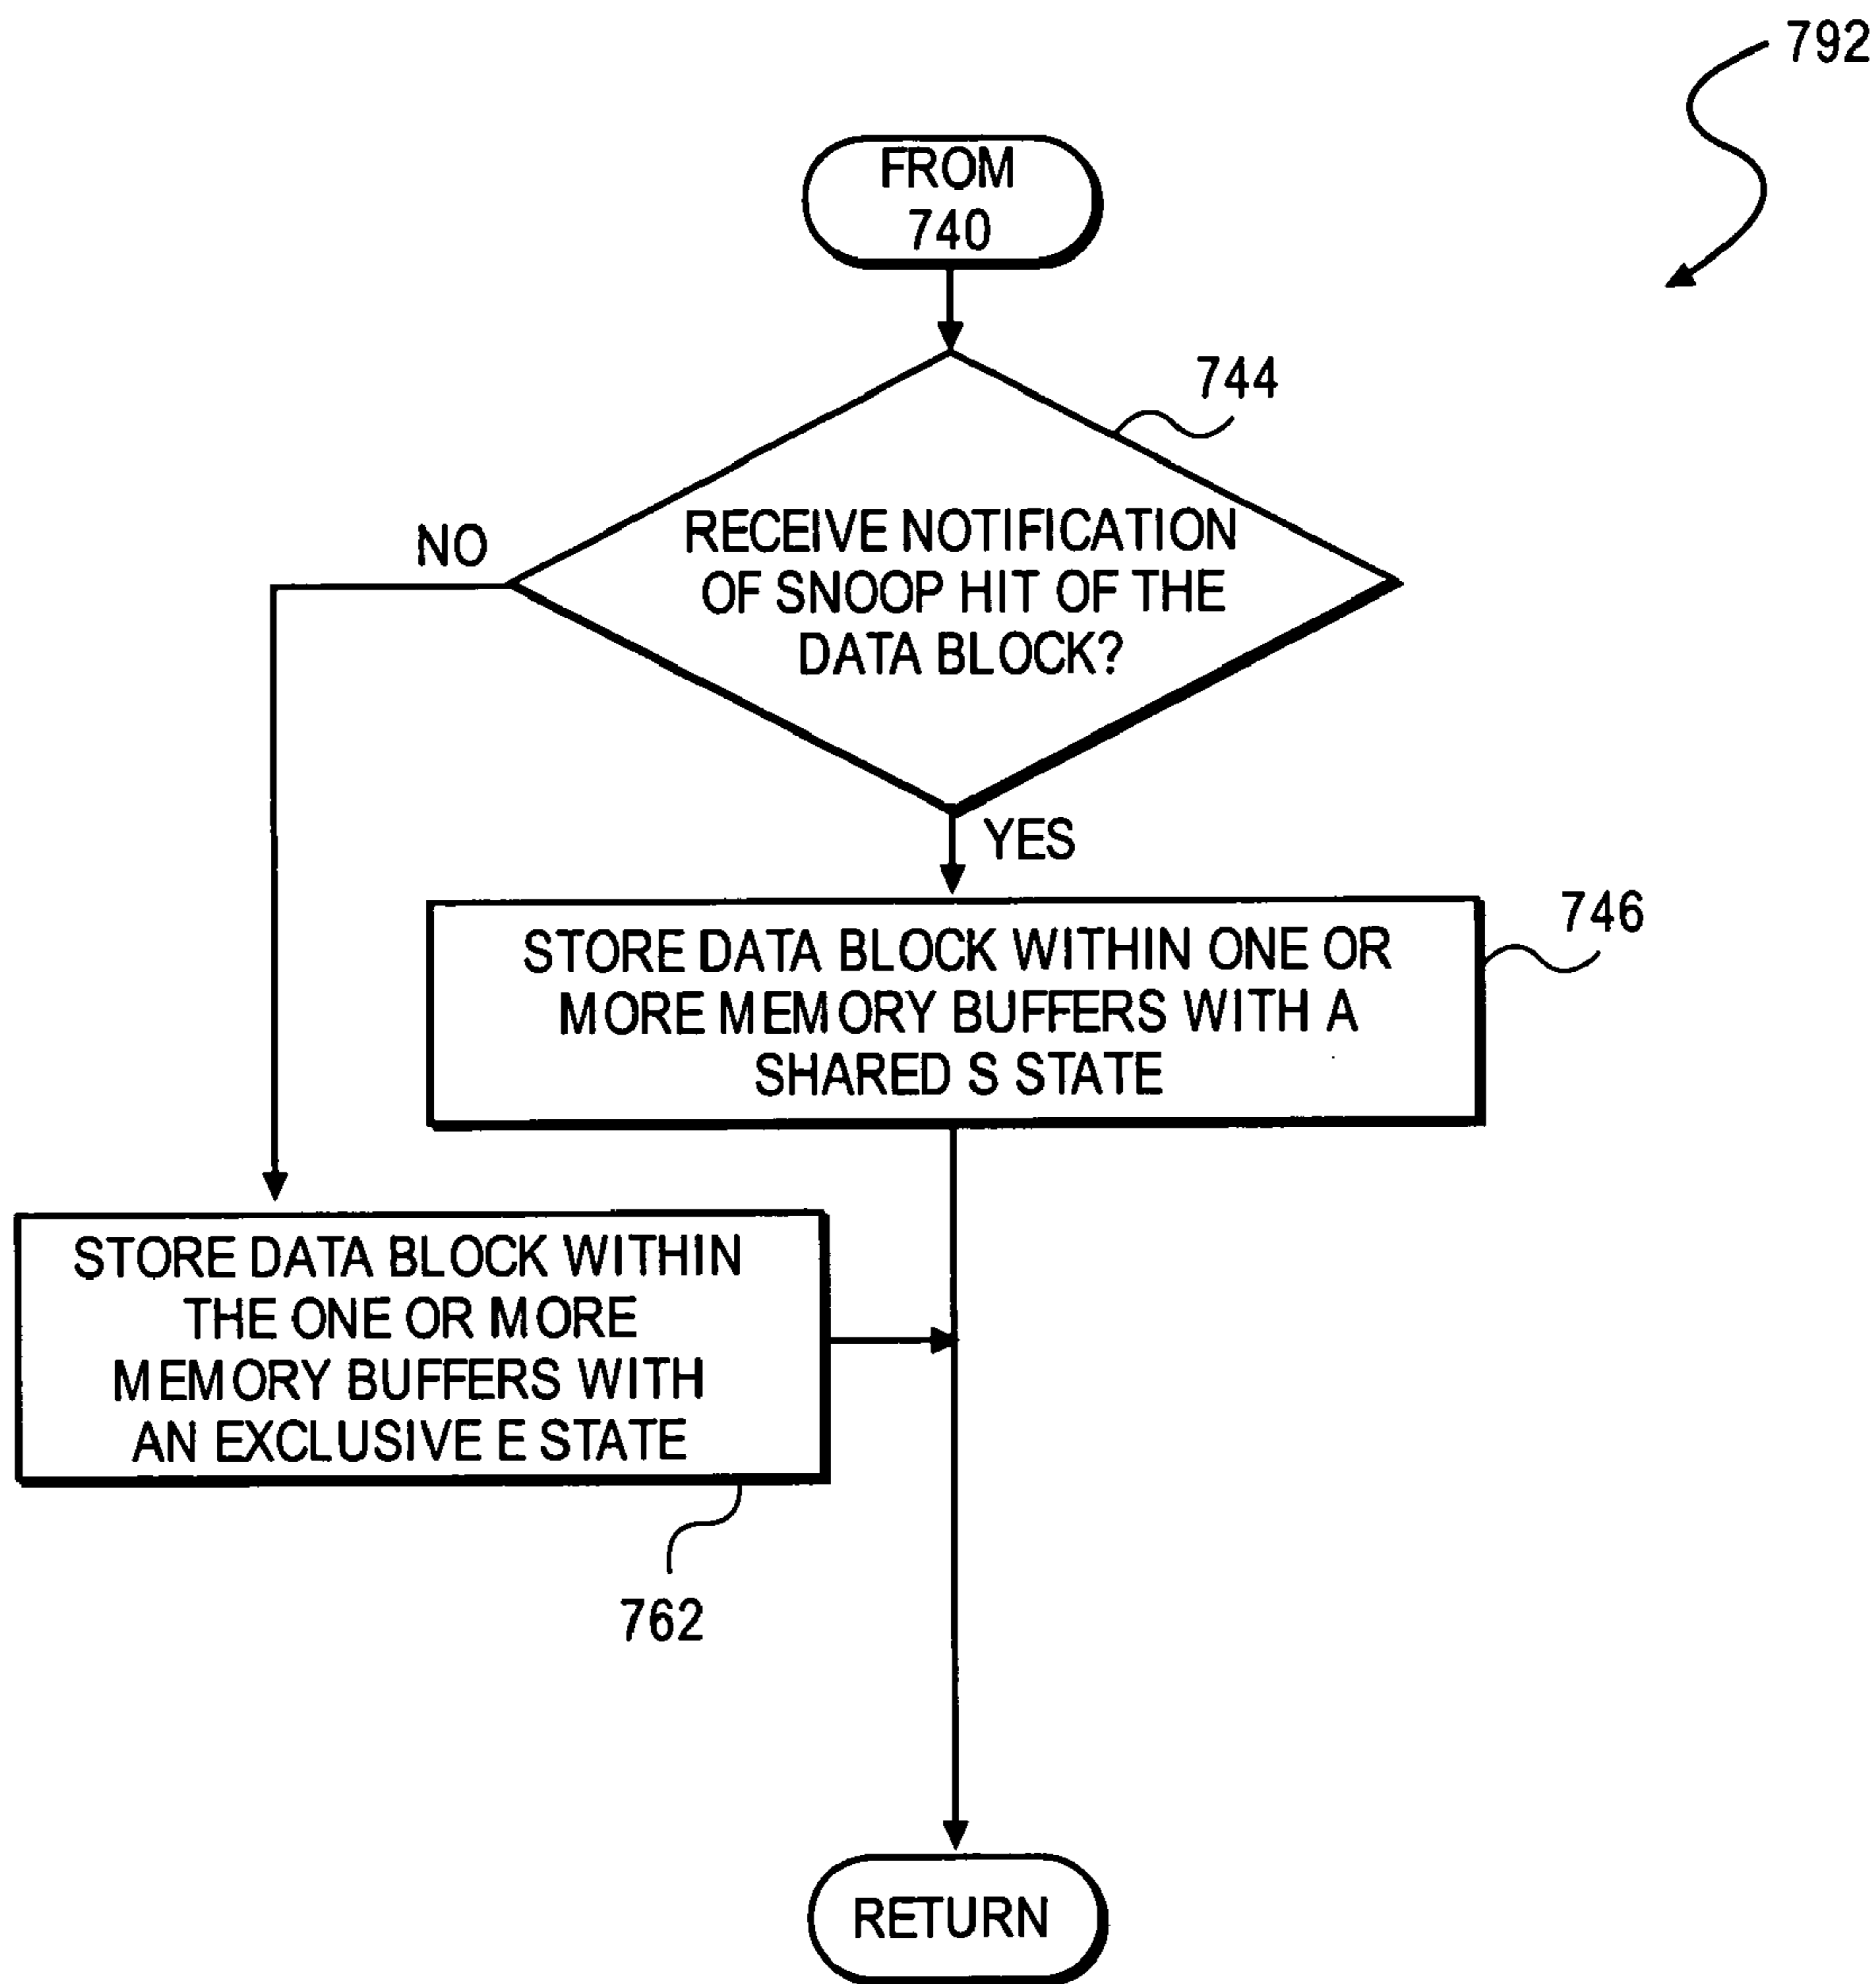 792
FROM
740
744
RECEIVE NOTIFICATION
OF SNOOP HIT OF THE
DATA BLOCK?
NO
YES
746
STORE DATA BLOCK WITHIN ONE OR
MORE MEMORY BUFFERS WITH A
SHARED S STATE
STORE DATA BLOCK WITHIN
THE ONE OR MORE
MEMORY BUFFERS WITH
AN EXCLUSIVE E STATE
762
RETURN